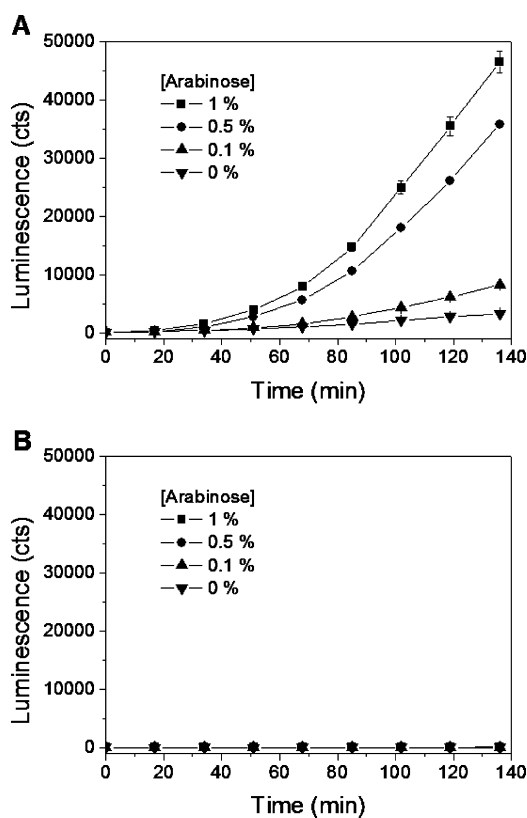 A
50000
40000
30000
20000
10000
0
Luminescence (cts)
[Arabinose]
1 %
0.5 %
0.1 %
0 %
0 20 40 60 80 100 120 140
Time (min)
B
50000
40000
30000
20000
10000
0
Luminescence (cts)
[Arabinose]
1 %
0.5 %
0.1 %
0 %
0 20 40 60 80 100 120 140
Time (min)